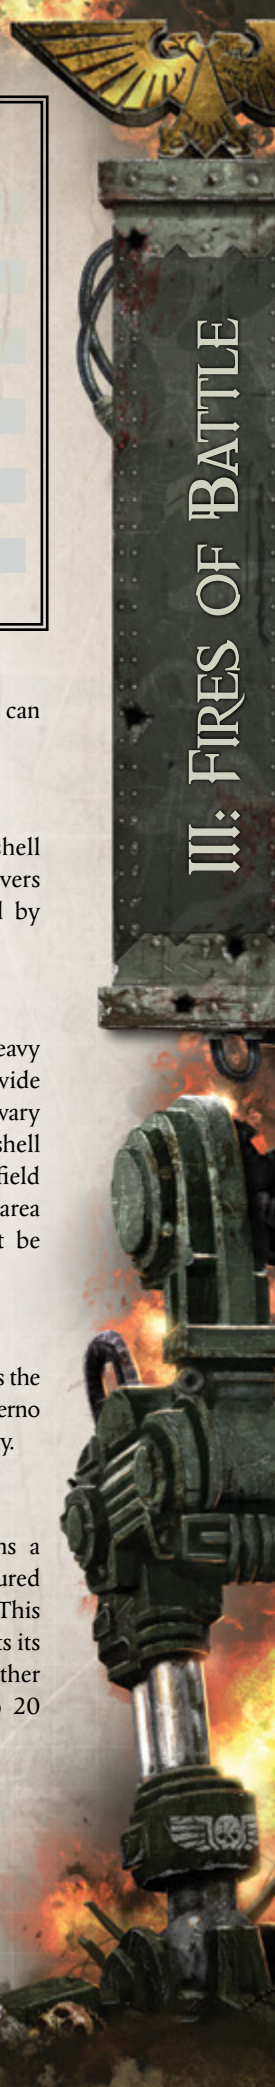 can
shell
vers
by
eavy
vide
vary
shell
field
area
be
s the
erno
y.
ns a
ured
This
ts its
ther
20
III: FIRES OF BATTLE